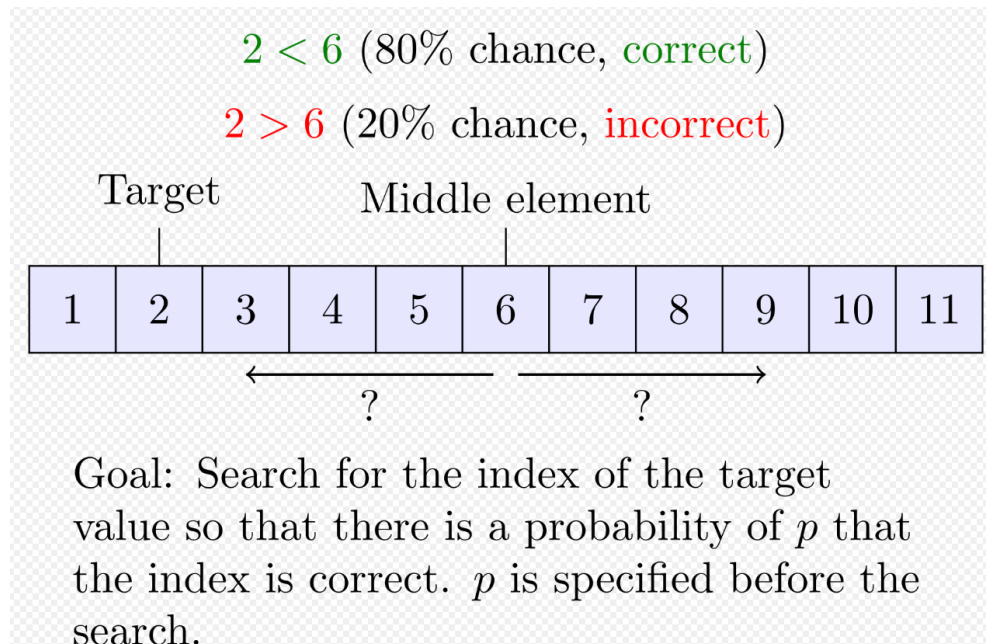 2 < 6 (80% chance, correct)
2 > 6 (20% chance, incorrect)
Target
Middle element
1 2 3 4 5 6 7 8 9 10 11
? ?
Goal: Search for the index of the target
value so that there is a probability of p that
the index is correct. p is specified before the
search.